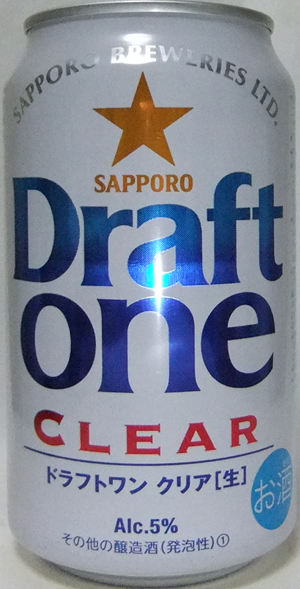 SAPPORO BREWERIES LTD.
SAPPORO
Draft
one
CLEAR
ドラフトワン クリア[生]
お酒
Alc.5%
その他の醸造酒(発泡性)①